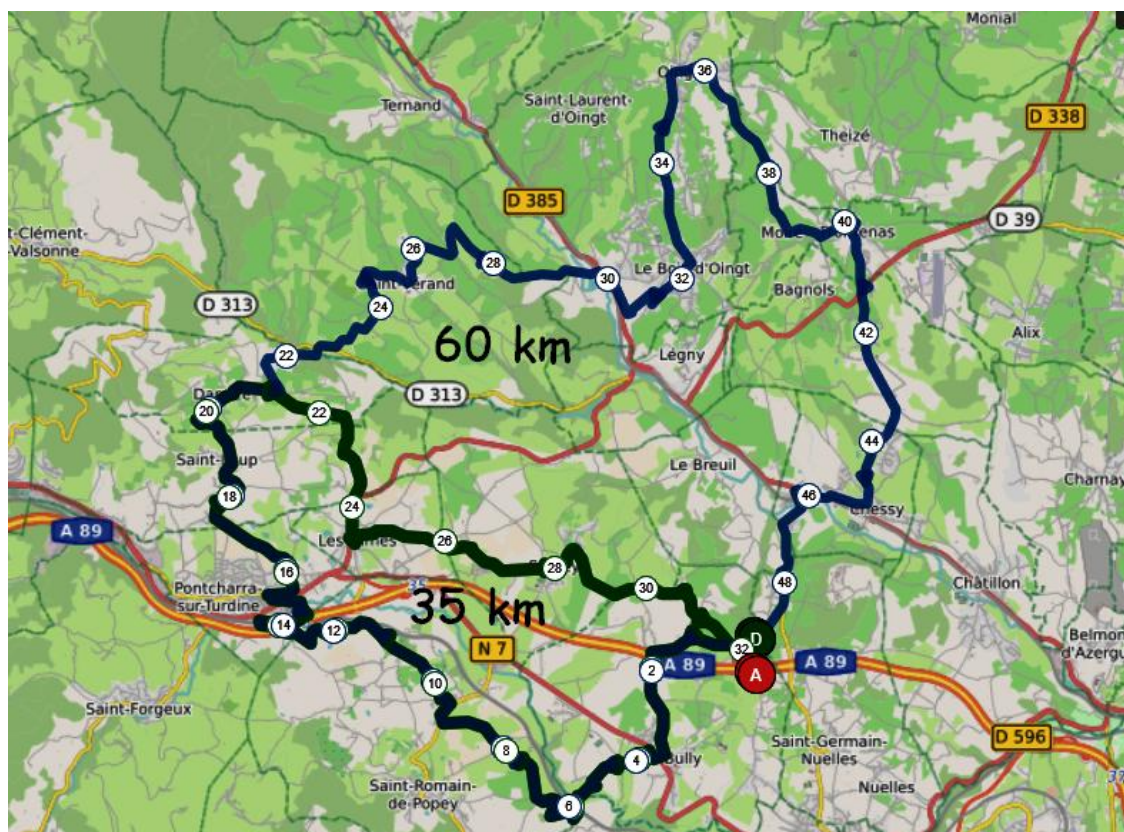 Monial
Ternand
Saint-Laurent-
d'Oingt
36
D 338
Theizé
34
38
D 385
D 39
40
t-Clément-
-Valsonne
26
28
30
32
Le Bois d'Oingt
Bagnols
D 313
24
42
Alix
22
60 km
Légny
D 313
20
22
44
Saint-Loup
Le Breuil
Charnay
18
46
24
Chessy
A 89
26
28
48
Châtillon
16
Pontcharra-
sur-Turdine
35
30
35 km
14
12
N 7
32
D
Belmon
d'Azergu
2
A 89
A
A 89
10
Saint-Forgeux
8
4
Bully
Saint-Germain-
Nuelles
D 596
Saint-Romain-
de-Popey
6
Nuelles
37